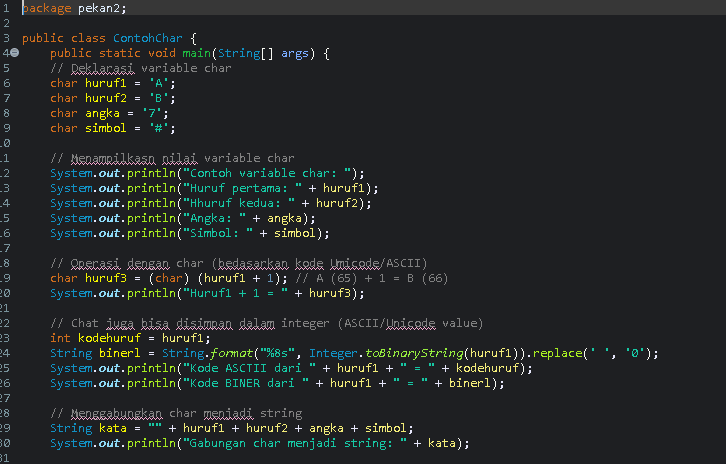 1 package pekan2;
2
3 public class ContohChar {
4 public static void main(String[] args) {
5 // Deklarasi variable char
6 char huruf1 = 'A';
7 char huruf2 = 'B';
8 char angka = '7';
9 char simbol = '#';
10
11 // Menampilkasn nilai variable char
12 System.out.println("Contoh variable char: ");
13 System.out.println("Huruf pertama: " + huruf1);
14 System.out.println("Hhuruf kedua: " + huruf2);
15 System.out.println("Angka: " + angka);
16 System.out.println("Simbol: " + simbol);
17
18 // Operasi dengan char (bedasarkan kode Umicode/ASCII)
19 char huruf3 = (char) (huruf1 + 1); // A (65) + 1 = B (66)
20 System.out.println("Huruf1 + 1 = " + huruf3);
21
22 // Chat juga bisa disimpan dalam integer (ASCII/Unicode value)
23 int kodehuruf = huruf1;
24 String binerl = String.format("%8s", Integer.toBinaryString(huruf1)).replace(' ', '0');
25 System.out.println("Kode ASCTII dari " + huruf1 + " = " + kodehuruf);
26 System.out.println("Kode BINER dari " + huruf1 + " = " + binerl);
27
28 // Menggabungkan char menjadi string
29 String kata = "" + huruf1 + huruf2 + angka + simbol;
30 System.out.println("Gabungan char menjadi string: " + kata);
31